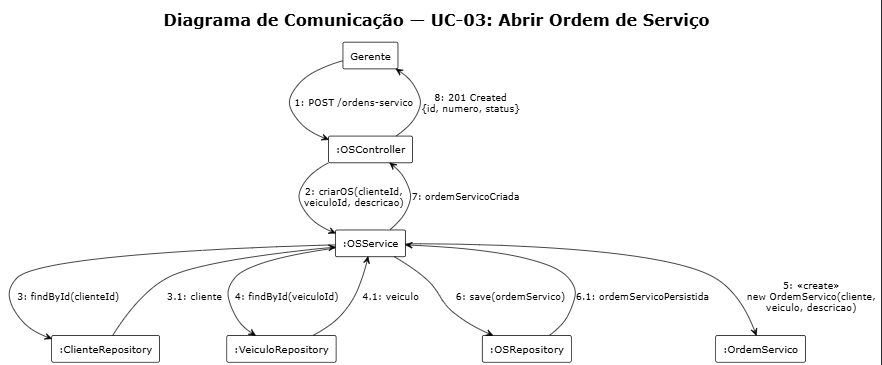 Diagrama de Comunicação — UC-03: Abrir Ordem de Serviço
Gerente
1: POST /ordens-servico
8: 201 Created
{id, numero, status}
:OSController
2: criarOS(clienteId,
veiculoId, descricao)
7: ordemServicoCriada
:OSService
3: findById(clienteId)
3.1: cliente
4: findById(veiculoId)
4.1: veiculo
6: save(ordemServico)
6.1: ordemServicoPersistida
5: «create»
new OrdemServico(cliente,
veiculo, descricao)
:ClienteRepository
:VeiculoRepository
:OSRepository
:OrdemServico